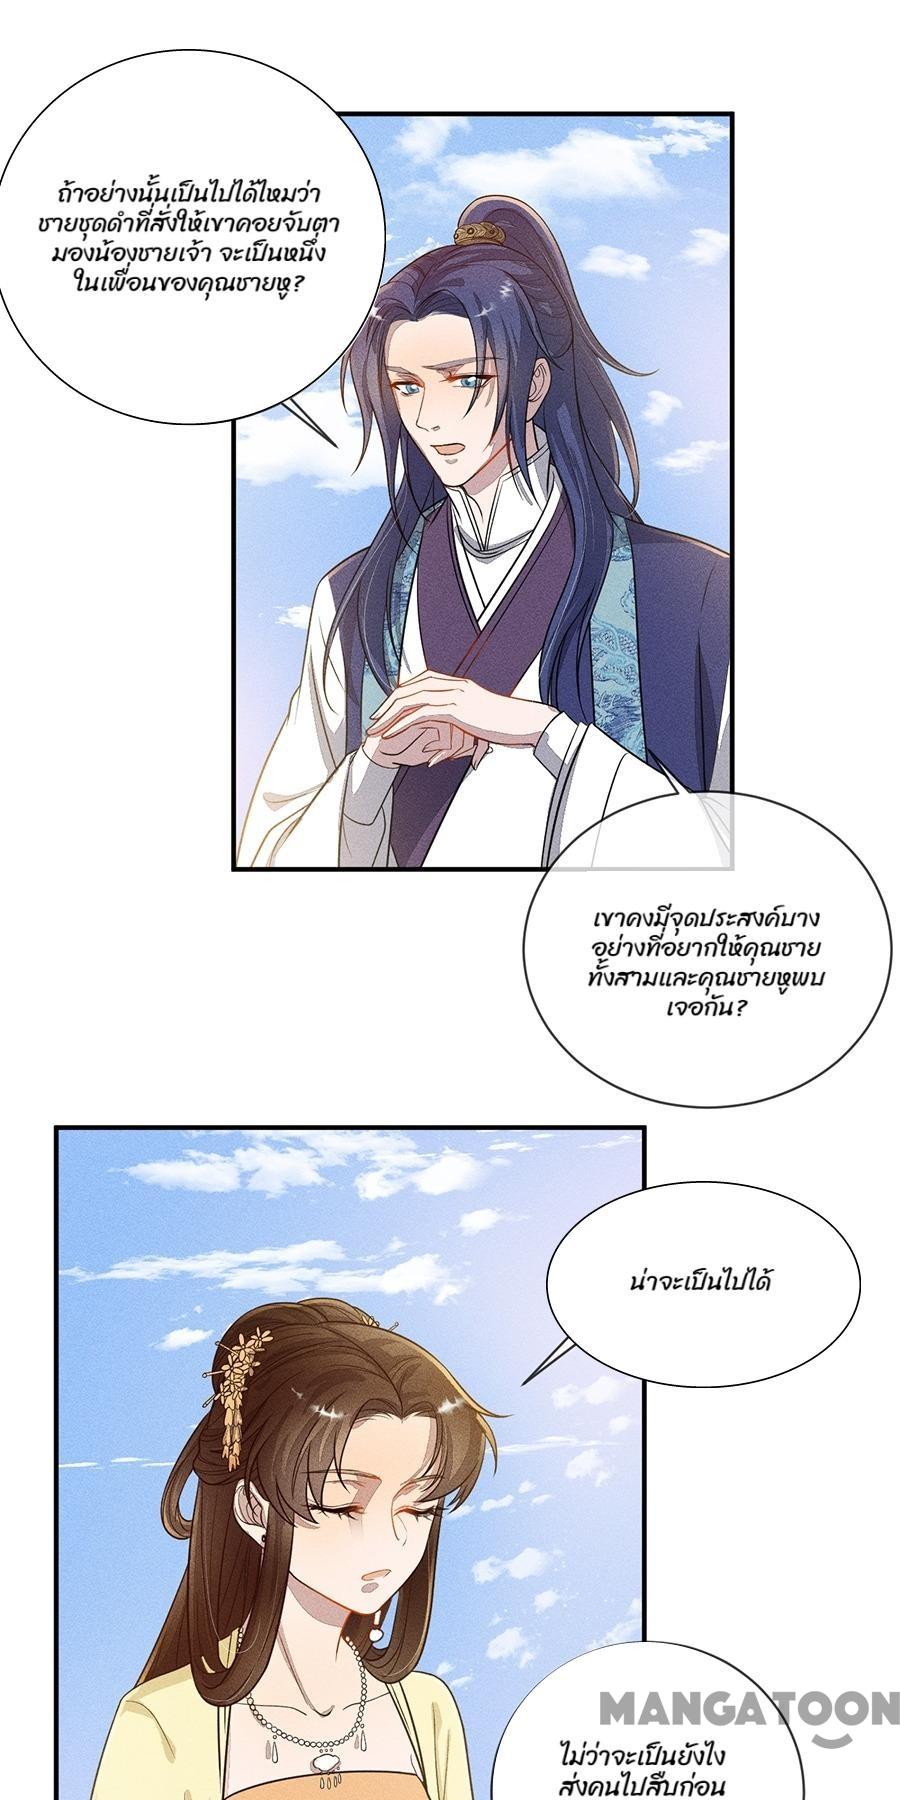 ถ้าอย่างนั้นเป็นไปได้ไหมว่า
ชายชุดดำที่สั่งให้เขาคอยจับตา
มองน้องชายเจ้า จะเป็นหนึ่ง
ในเพื่อนของคุณชายหู?
เขาคงมีจุดประสงค์บาง
อย่างที่อยากให้คุณชาย
ทั้งสามและคุณชายหูพบ
เจอกัน?
น่าจะเป็นไปได้
MANGATOON
ไม่ว่าจะเป็นยังไง
ส่งคนไปสืบก่อน